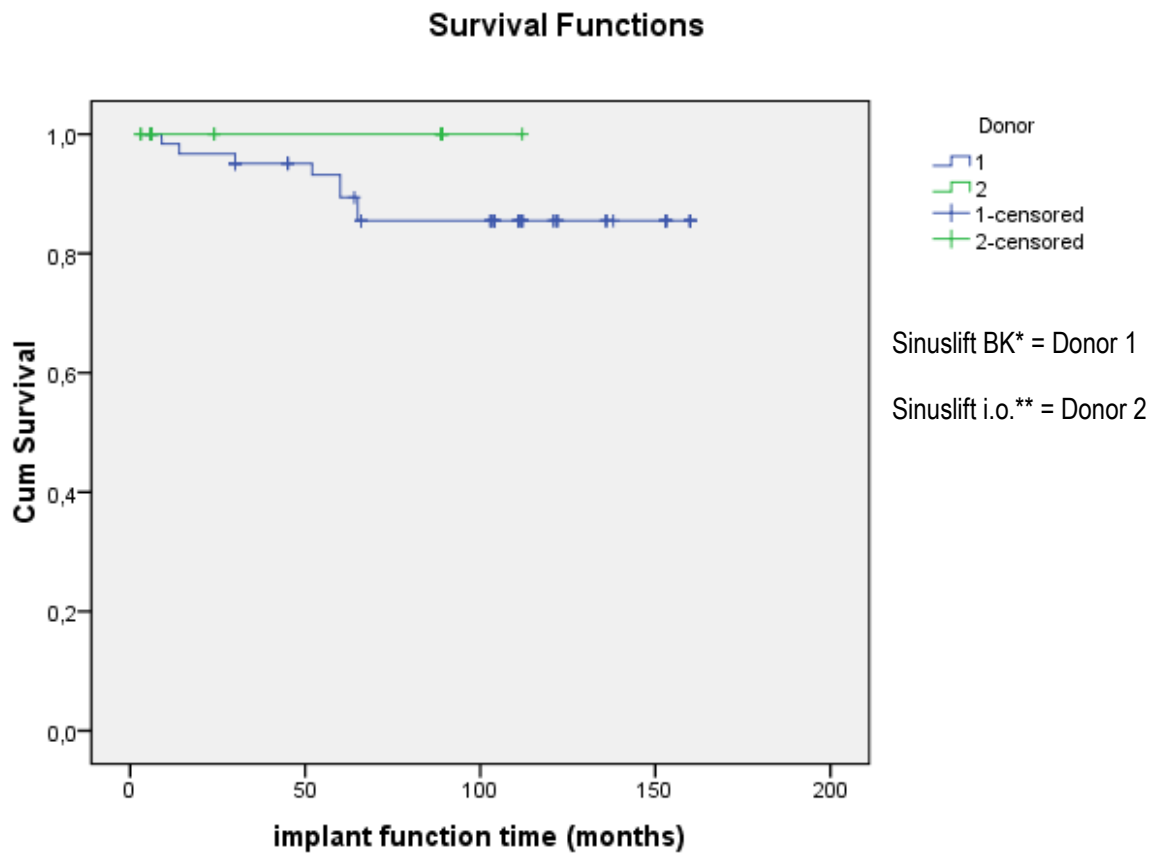 Survival Functions
Donor
1
2
1-censored
2-censored
Sinuslift BK* = Donor 1
Sinuslift i.o.** = Donor 2
Cum Survival
1,0
0,8
0,6
0,4
0,2
0,0
0 50 100 150 200
implant function time (months)